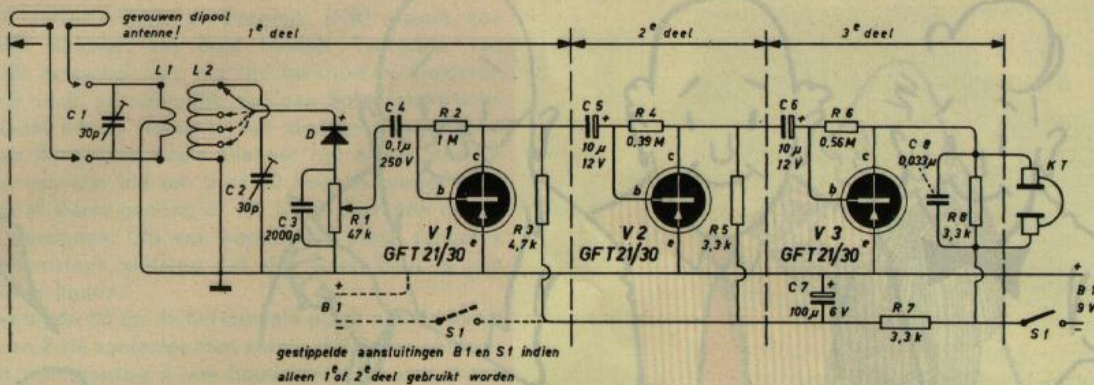 gevouwen dipool
antenne!
1e deel
2e deel
3e deel
L 1
L 2
C 1
30p
C 2
30p
D
+
C 3
2000p
R 1
47 k
C 4
0,1µ
250 V
R 2
1 M
c
b
e
V 1
GFT 21/30
R 3
4,7 k
C 5
+
10 µ
12 V
R 4
0,39 M
c
b
e
V 2
GFT 21/30
R 5
3,3 k
C 6
+
10 µ
12 V
R 6
0,56 M
c
b
e
V 3
GFT 21/30
C 8
0,033µ
R 8
3,3 k
K T
C 7
+
100 µ
6 V
R 7
3,3 k
S 1
+
B 1
9 V
+
B 1
S 1
gestippelde aansluitingen B1 en S1 indien
alleen 1e of 2e deel gebruikt worden